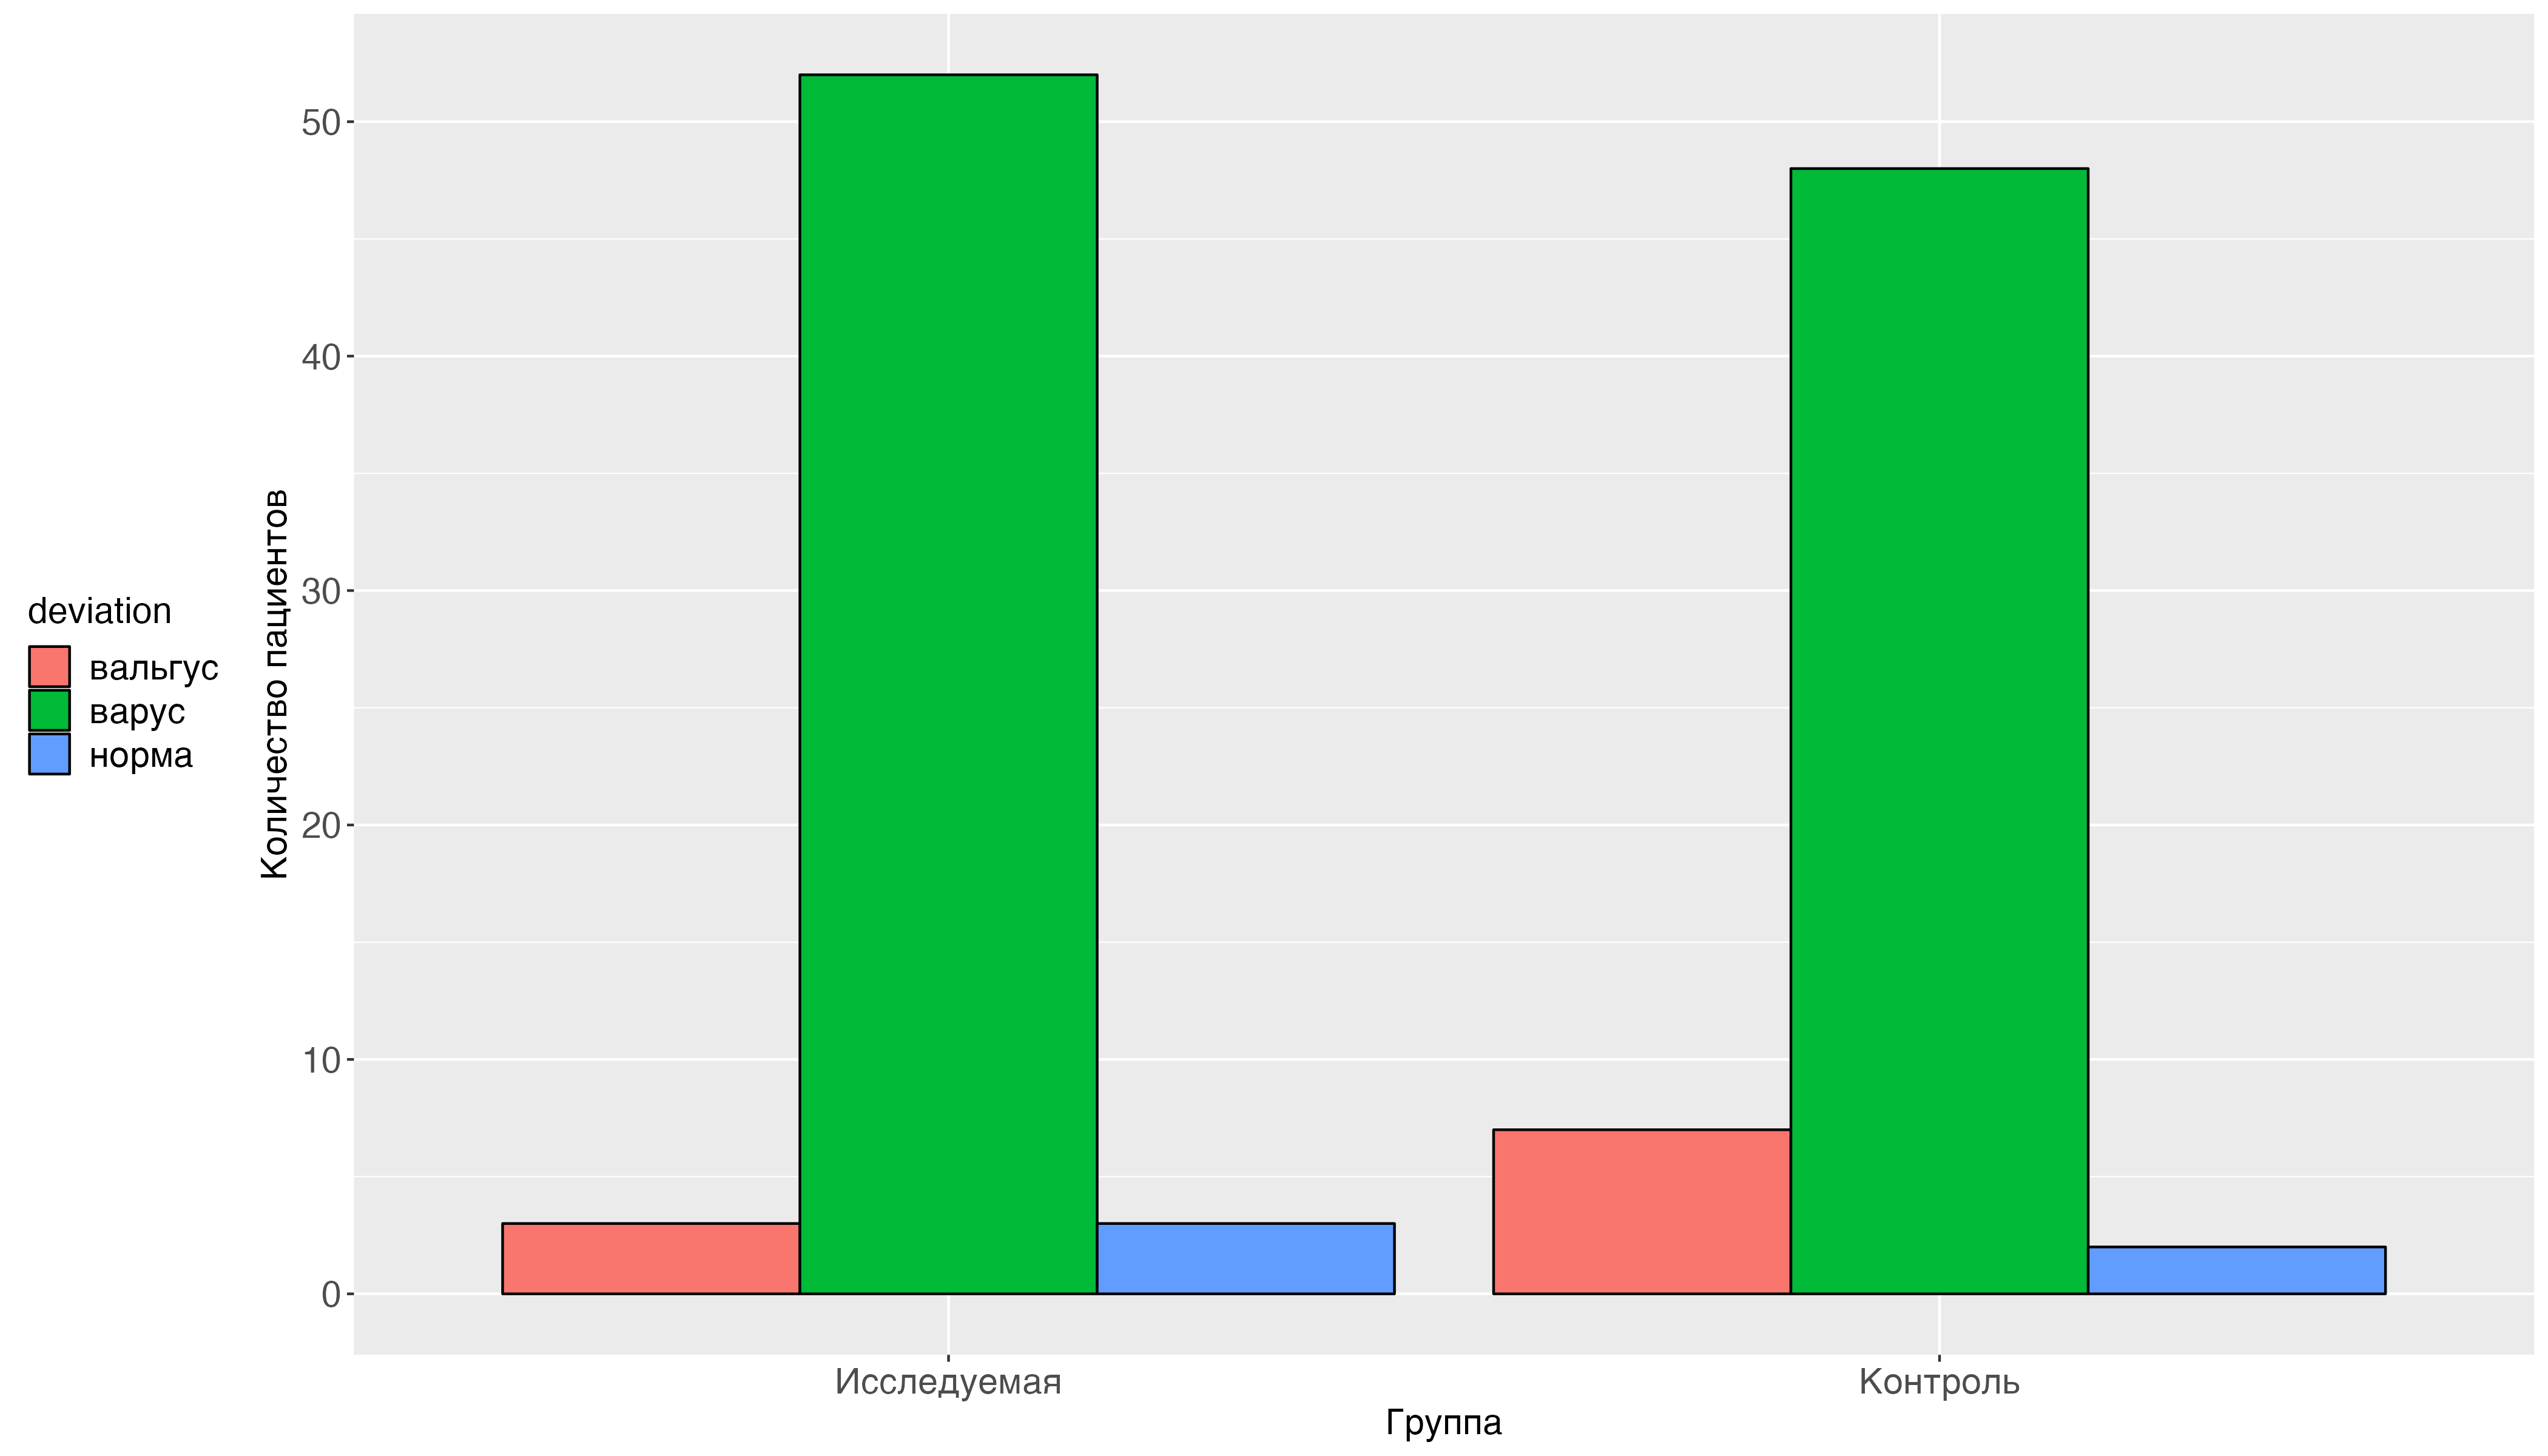 deviation
вальгус
варус
норма
Количество пациентов
50
40
30
20
10
0
Исследуемая
Контроль
Группа